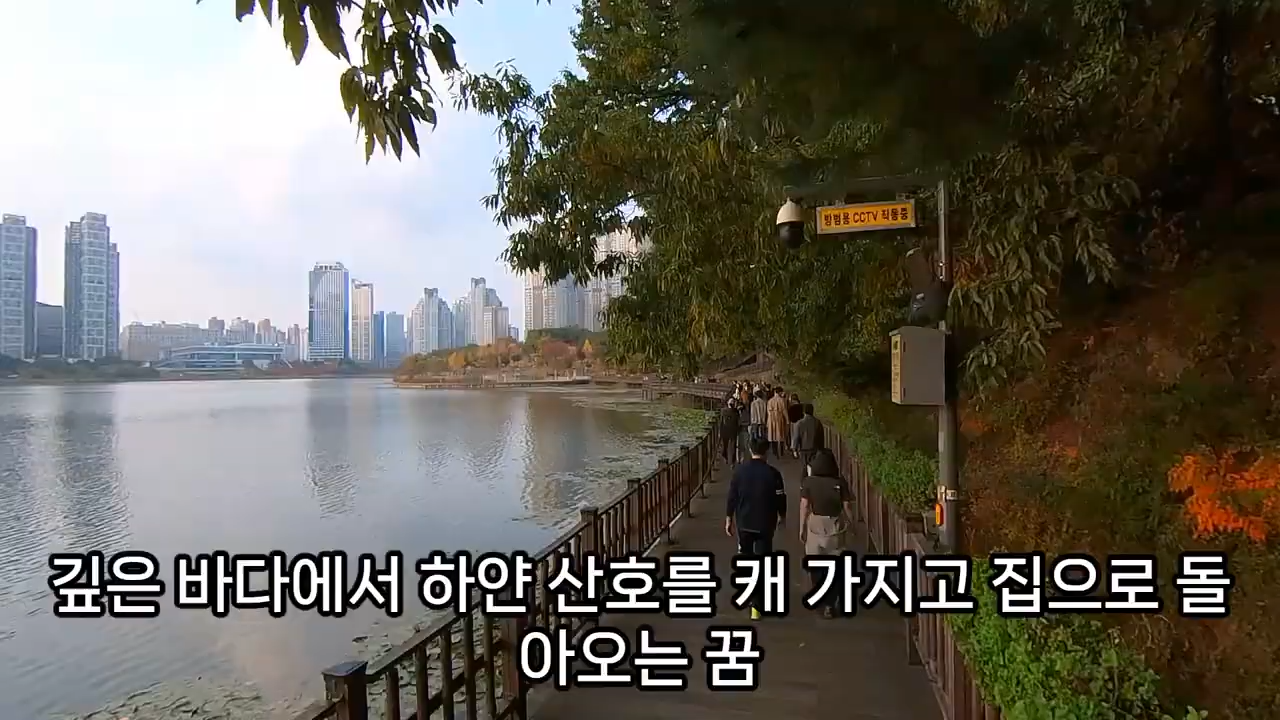 방범용 CCTV 작동중
깊은 바다에서 하얀 산호를 캐 가지고 집으로 돌
아오는 꿈